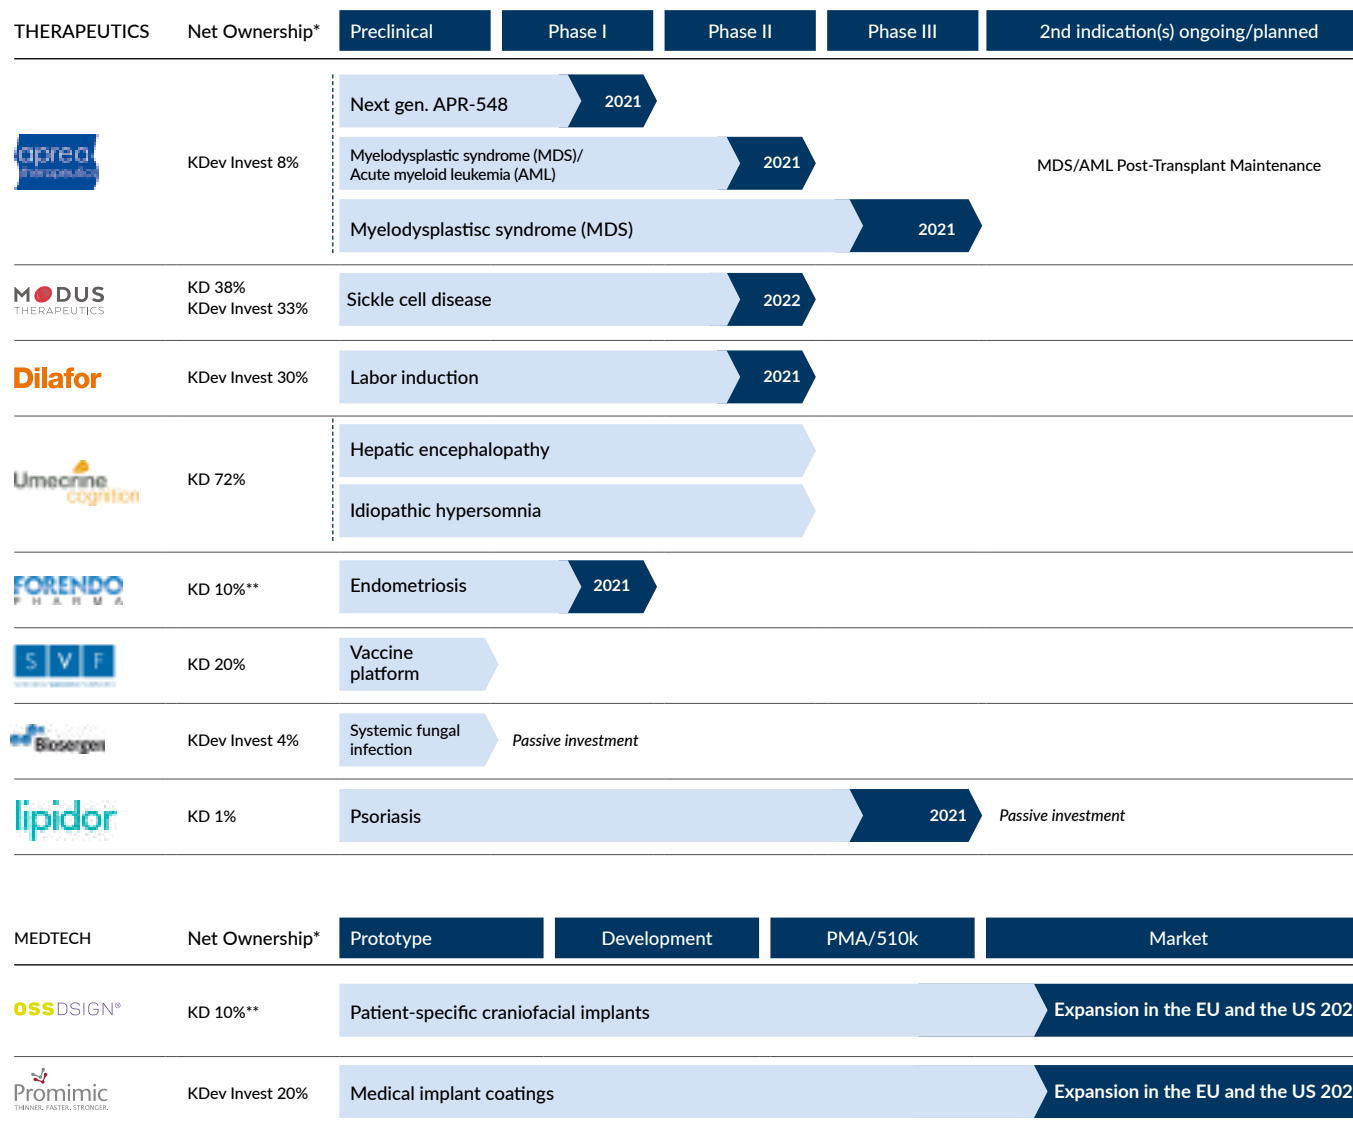 THERAPEUTICS Net Ownership* Preclinical Phase I Phase II Phase III 2nd indication(s) ongoing/planned
Next gen. APR-548 2021
aprea
therapeutics
KDev Invest 8%
Myelodysplastic syndrome (MDS)/
Acute myeloid leukemia (AML)
2021
MDS/AML Post-Transplant Maintenance
Myelodysplastisc syndrome (MDS) 2021
MODUS
THERAPEUTICS
KD 38%
KDev Invest 33%
Sickle cell disease 2022
Dilafor KDev Invest 30% Labor induction 2021
Umecrine
cognition
KD 72%
Hepatic encephalopathy
Idiopathic hypersomnia
FORENDO
PHARMA
KD 10%** Endometriosis 2021
SVF KD 20%
Vaccine
platform
Biosergen KDev Invest 4%
Systemic fungal
infection
Passive investment
lipidor KD 1% Psoriasis 2021 Passive investment
MEDTECH Net Ownership* Prototype Development PMA/510k Market
OSSDSIGN® KD 10%** Patient-specific craniofacial implants Expansion in the EU and the US 202
Promimic
THINNER. FASTER. STRONGER.
KDev Invest 20% Medical implant coatings Expansion in the EU and the US 202